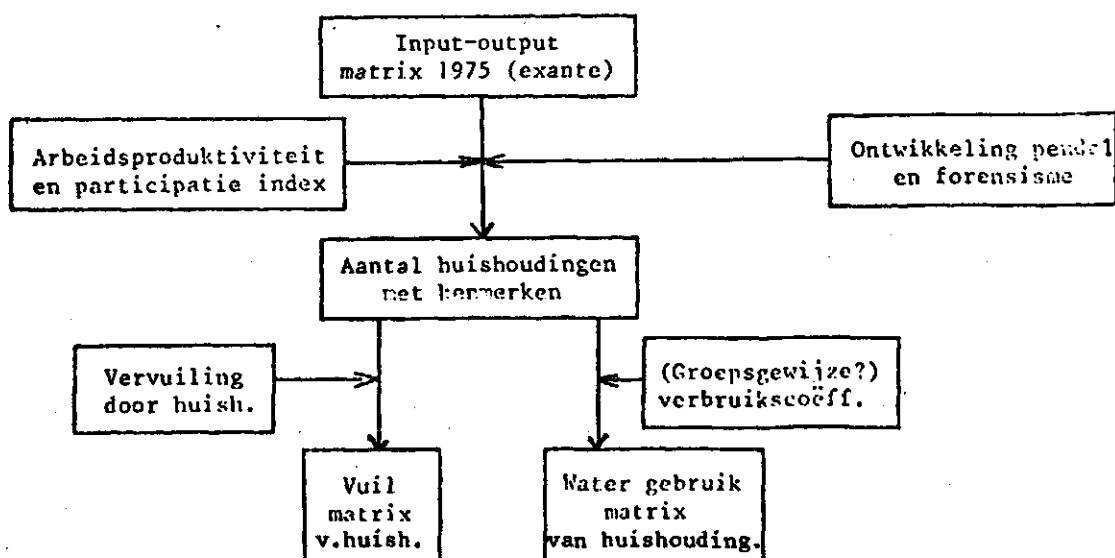 Input-output
matrix 1975 (exante)
Arbeidsproduktiviteit
en participatie index
Ontwikkeling pendel
en forensisme
Aantal huishoudingen
met kenmerken
Vervuiling
door huish.
(Groepsgewijze?)
verbruikscoëff.
Vuil
matrix
v.huish.
Water gebruik
matrix
van huishouding.